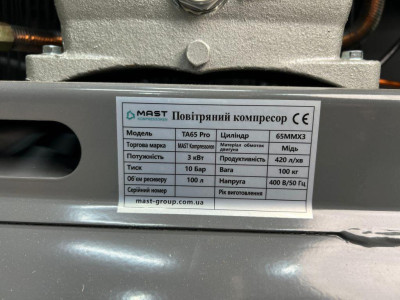 MAST Повітряний компресор CE
KOMPRESSOREN
Модель TA65 Pro Циліндр 65MMX3
Торгова марка MAST Kompressoren Матеріал обмоток двигуна Мідь
Потужність 3 кВт Продуктивність 420 л/хв
Тиск 10 Бар Вага 100 кг
Об'єм ресиверу 100 л Напруга 400 В/50 Гц
Серійний номер Рік виготовлення
mast-group.com.ua